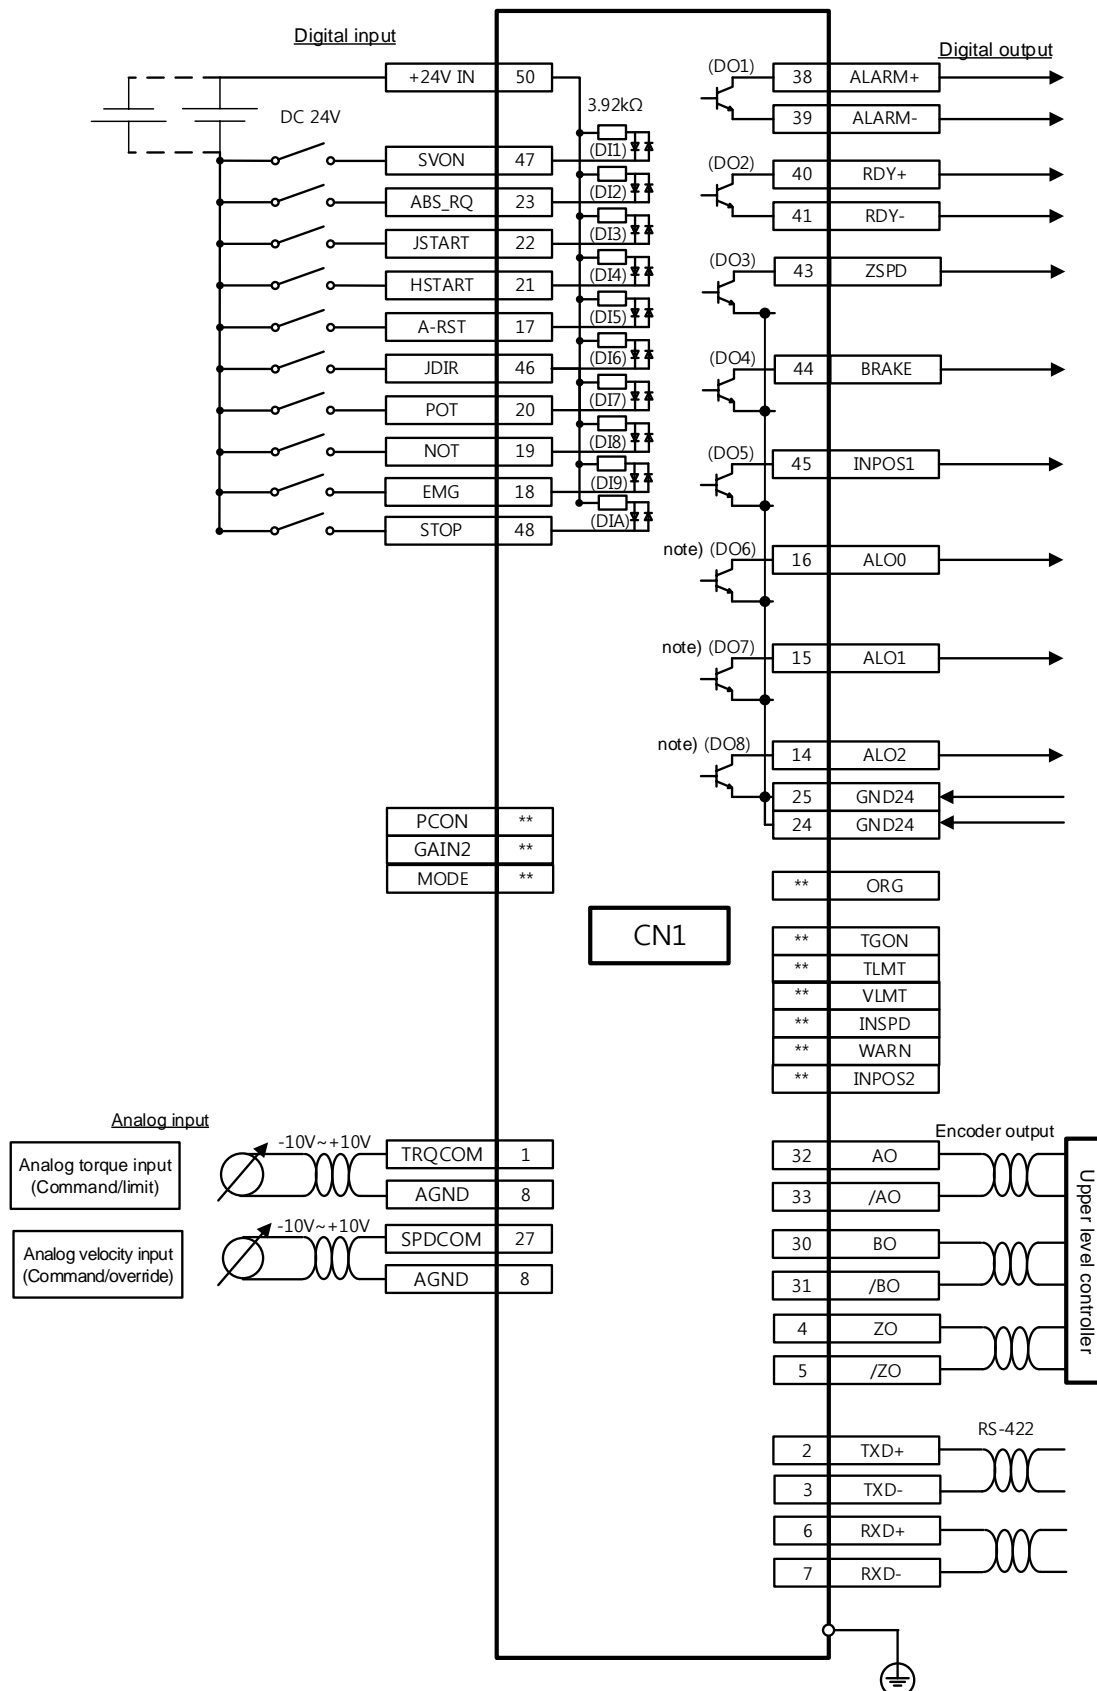 Digital input
+24V IN 50
DC 24V
3.92kΩ
SVON 47 (DI1)
ABS_RQ 23 (DI2)
JSTART 22 (DI3)
HSTART 21 (DI4)
A-RST 17 (DI5)
JDIR 46 (DI6)
POT 20 (DI7)
NOT 19 (DI8)
EMG 18 (DI9)
STOP 48 (DIA)
PCON **
GAIN2 **
MODE **
CN1
Analog input
Analog torque input
(Command/limit)
-10V~+10V
TRQCOM 1
AGND 8
Analog velocity input
(Command/override)
-10V~+10V
SPDCOM 27
AGND 8
Digital output
(DO1) 38 ALARM+
39 ALARM-
(DO2) 40 RDY+
41 RDY-
(DO3) 43 ZSPD
(DO4) 44 BRAKE
(DO5) 45 INPOS1
note) (DO6) 16 ALO0
note) (DO7) 15 ALO1
note) (DO8) 14 ALO2
25 GND24
24 GND24
** ORG
** TGON
** TLMT
** VLMT
** INSPD
** WARN
** INPOS2
Encoder output
32 AO
33 /AO
30 BO
31 /BO
4 ZO
5 /ZO
Upper level controller
RS-422
2 TXD+
3 TXD-
6 RXD+
7 RXD-